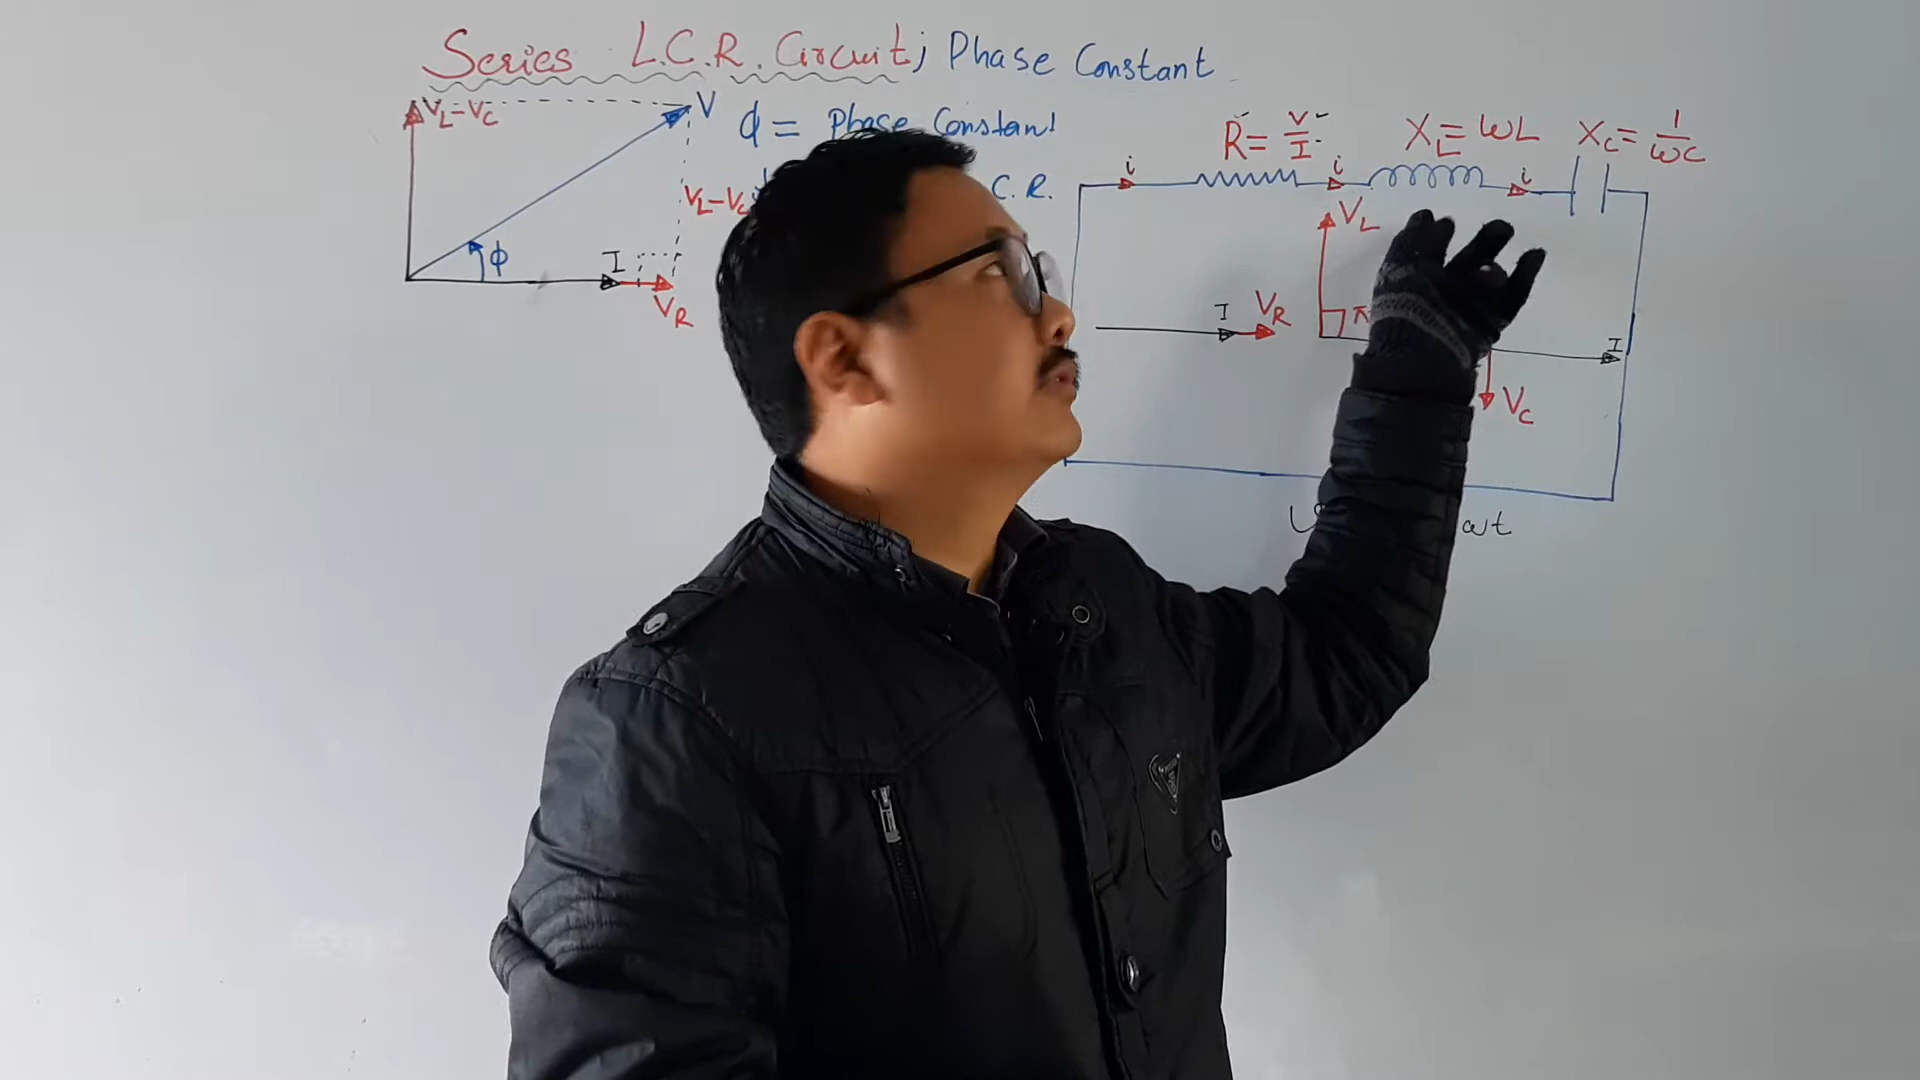 Series L.C.R. Circuit; Phase Constant
V_L-V_C
V
ϕ = Phase Constant
C.R.
V_L-V_C
ϕ
I
V_R
R = V/I
X_L = ωL
X_C = 1/ωC
i
i
i
V_L
I
V_R
π
I
V_C
ωt